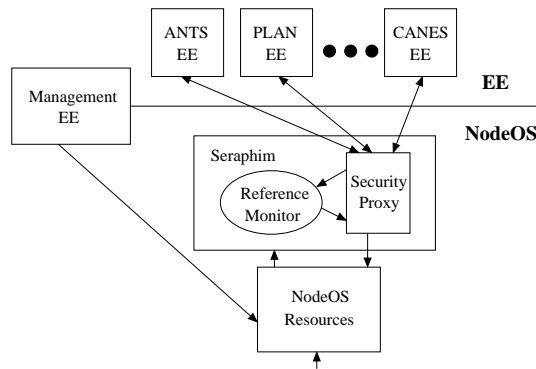 ANTS
EE
PLAN
EE
CANES
EE
Management
EE
EE
NodeOS
Seraphim
Reference
Monitor
Security
Proxy
NodeOS
Resources